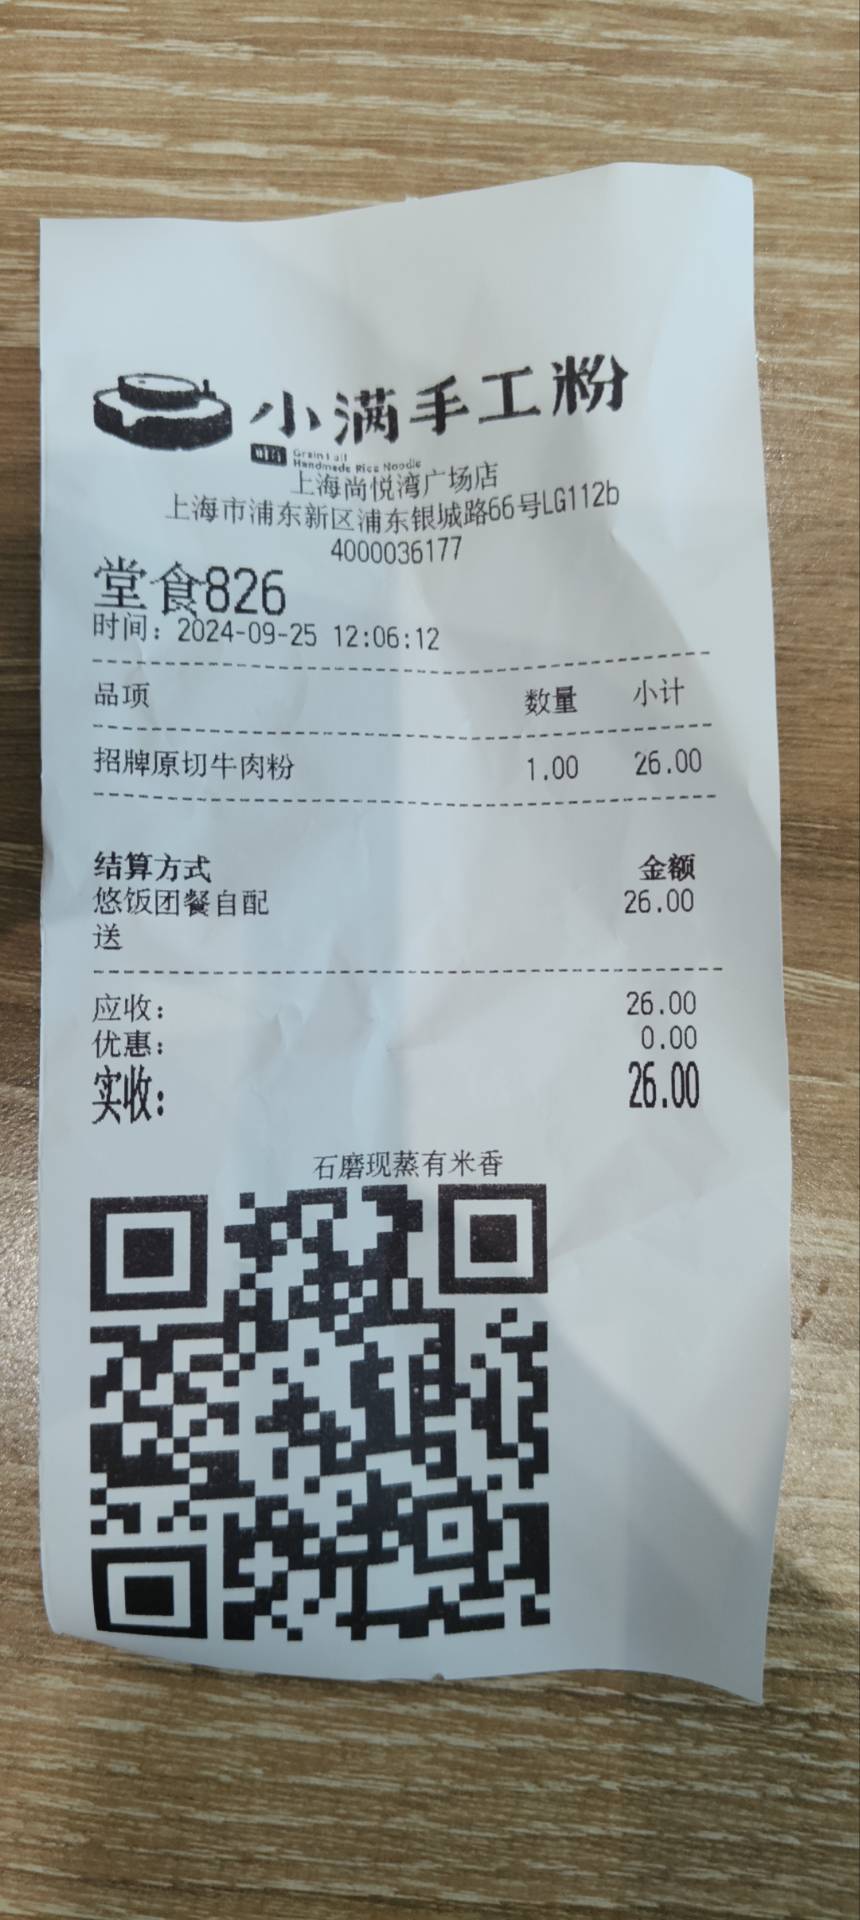 小满手工粉
Grain Full
Handmade Rice Noodle
上海尚悦湾广场店
上海市浦东新区浦东银城路66号LG112b
4000036177
堂食826
时间：2024-09-25 12:06:12
品项 数量 小计
招牌原切牛肉粉 1.00 26.00
结算方式 金额
悠饭团餐自配 26.00
送
应收： 26.00
优惠： 0.00
实收： 26.00
石磨现蒸有米香